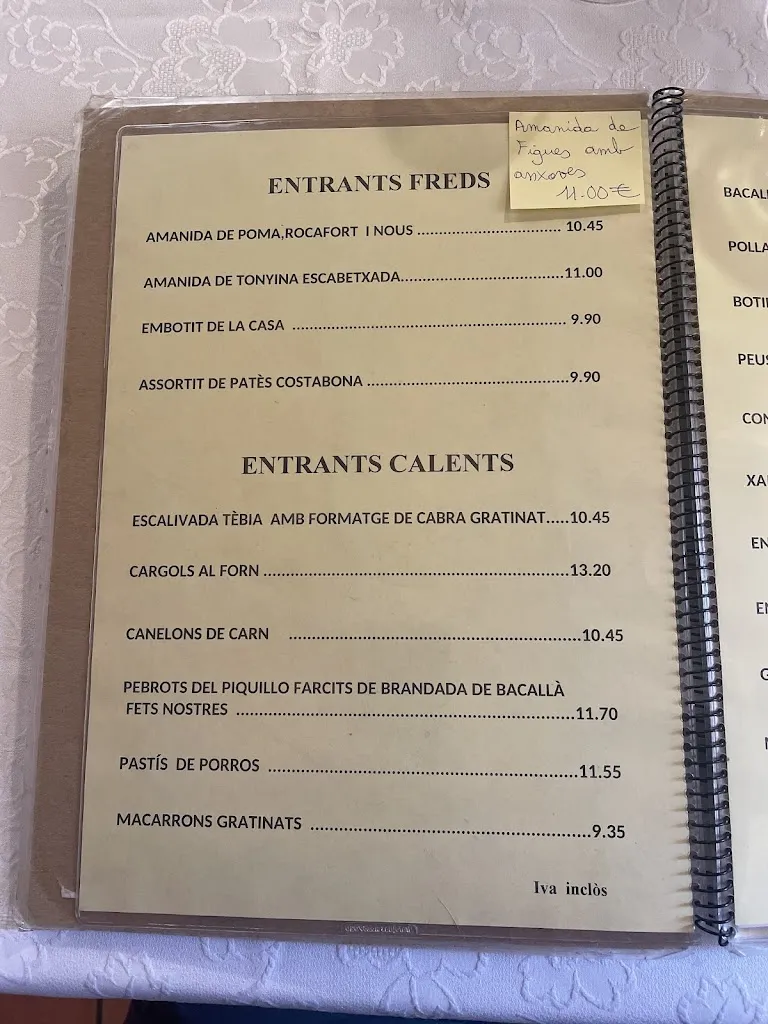 Amanida de
Figues amb
anxoves
11.00 €
ENTRANTS FREDS
AMANIDA DE POMA,ROCAFORT I NOUS ................................ 10.45
AMANIDA DE TONYINA ESCABETXADA....................................11.00
EMBOTIT DE LA CASA ............................................................ 9.90
ASSORTIT DE PATÈS COSTABONA ............................................9.90
ENTRANTS CALENTS
ESCALIVADA TÈBIA AMB FORMATGE DE CABRA GRATINAT.....10.45
CARGOLS AL FORN ..................................................................13.20
CANELONS DE CARN ................................................................10.45
PEBROTS DEL PIQUILLO FARCITS DE BRANDADA DE BACALLÀ
FETS NOSTRES ..........................................................................11.70
PASTÍS DE PORROS ...................................................................11.55
MACARRONS GRATINATS ...........................................................9.35
Iva inclòs